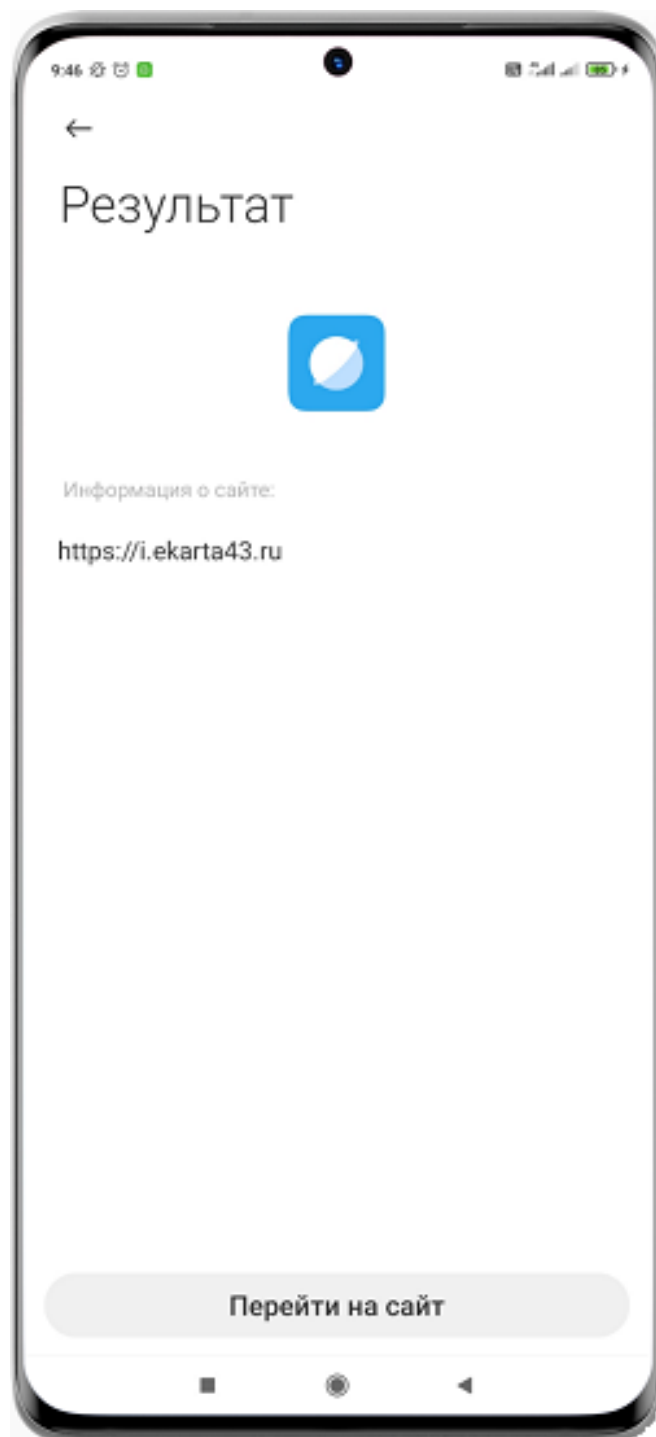 9:46
Результат
Информация о сайте:
https://i.ekarta43.ru
Перейти на сайт